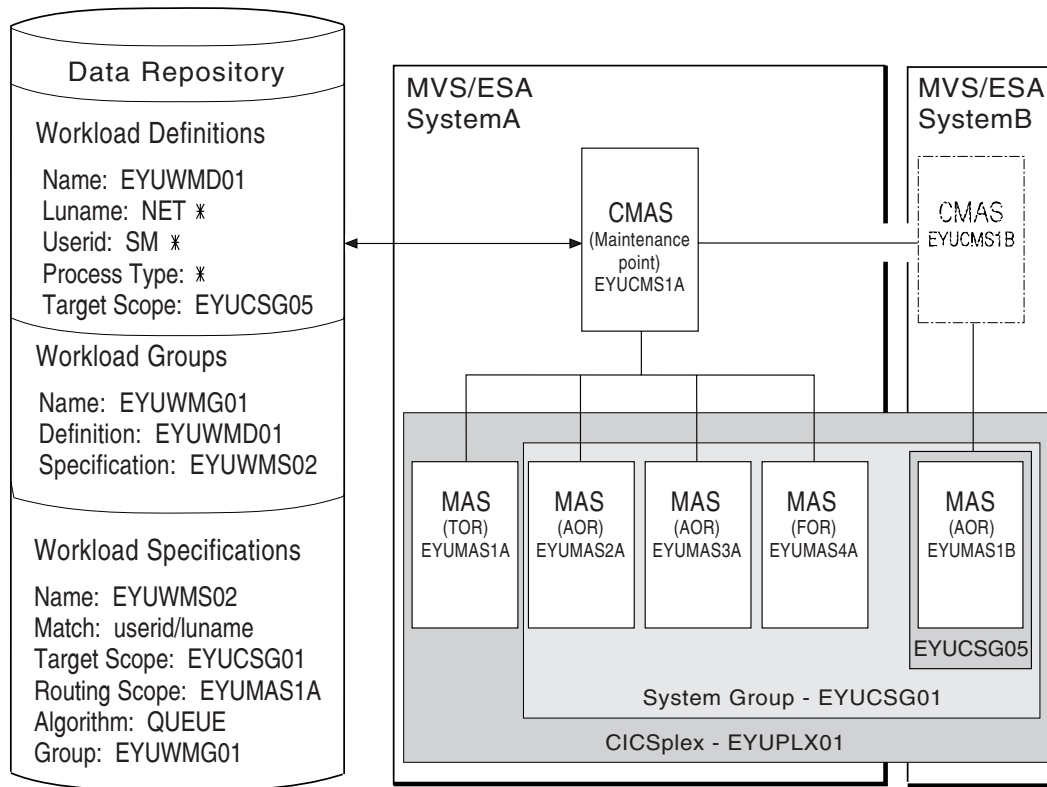 Data Repository
Workload Definitions
Name: EYUWMD01
Luname: NET *
Userid: SM *
Process Type: *
Target Scope: EYUCSG05
Workload Groups
Name: EYUWMG01
Definition: EYUWMD01
Specification: EYUWMS02
Workload Specifications
Name: EYUWMS02
Match: userid/luname
Target Scope: EYUCSG01
Routing Scope: EYUMAS1A
Algorithm: QUEUE
Group: EYUWMG01
MVS/ESA
SystemA
CMAS
(Maintenance
point)
EYUCMS1A
MVS/ESA
SystemB
CMAS
EYUCMS1B
MAS
(TOR)
EYUMAS1A
MAS
(AOR)
EYUMAS2A
MAS
(AOR)
EYUMAS3A
MAS
(FOR)
EYUMAS4A
MAS
(AOR)
EYUMAS1B
EYUCSG05
System Group - EYUCSG01
CICSplex - EYUPLX01